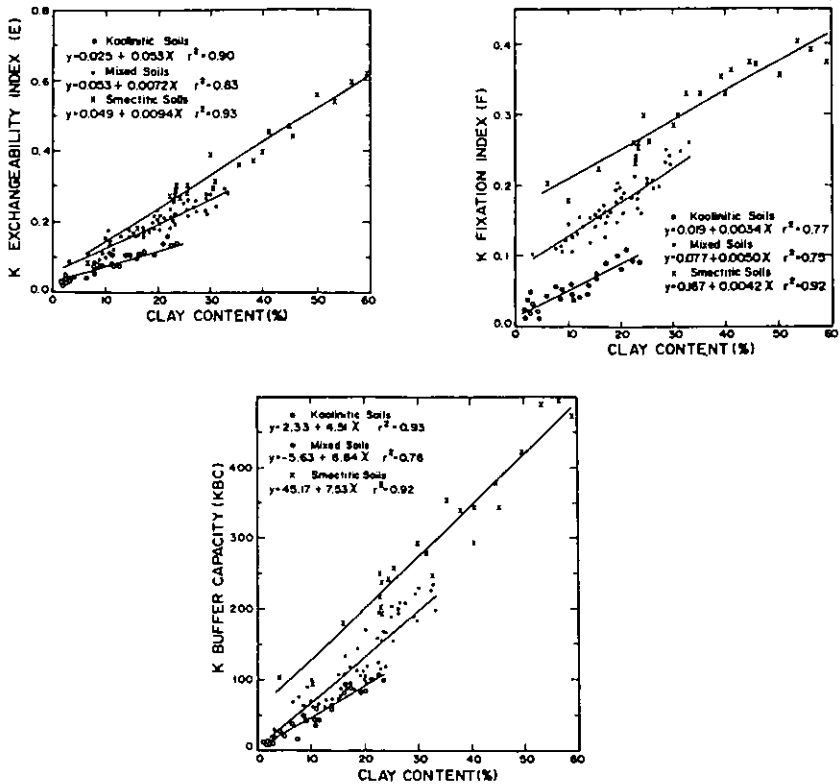 K EXCHANGEABILITY INDEX (E)
0.8
0.6
0.4
0.2
0.0
Kaolinitic Soils
y=0.025 + 0.053X r²=0.90
Mixed Soils
y=0.053 + 0.0072X r²=0.83
x Smectitic Soils
y=0.049 + 0.0094X r²=0.93
0 10 20 30 40 50 60
CLAY CONTENT(%)
K FIXATION INDEX (F)
0.4
0.3
0.2
0.1
0.0
Kaolinitic Soils
y=0.019+0.0034X r²=0.77
Mixed Soils
y=0.077+0.0050X r²=0.75
x Smectitic Soils
y=0.167+0.0042X r²=0.92
0 10 20 30 40 50 60
CLAY CONTENT(%)
K BUFFER CAPACITY (KBC)
400
300
200
100
0
Kaolinitic Soils
y=2.33 + 4.51X r²=0.93
Mixed Soils
y=-5.63 + 6.84X r²=0.76
x Smectitic Soils
y=45.17 + 7.53X r²=0.92
0 10 20 30 40 50 60
CLAY CONTENT(%)